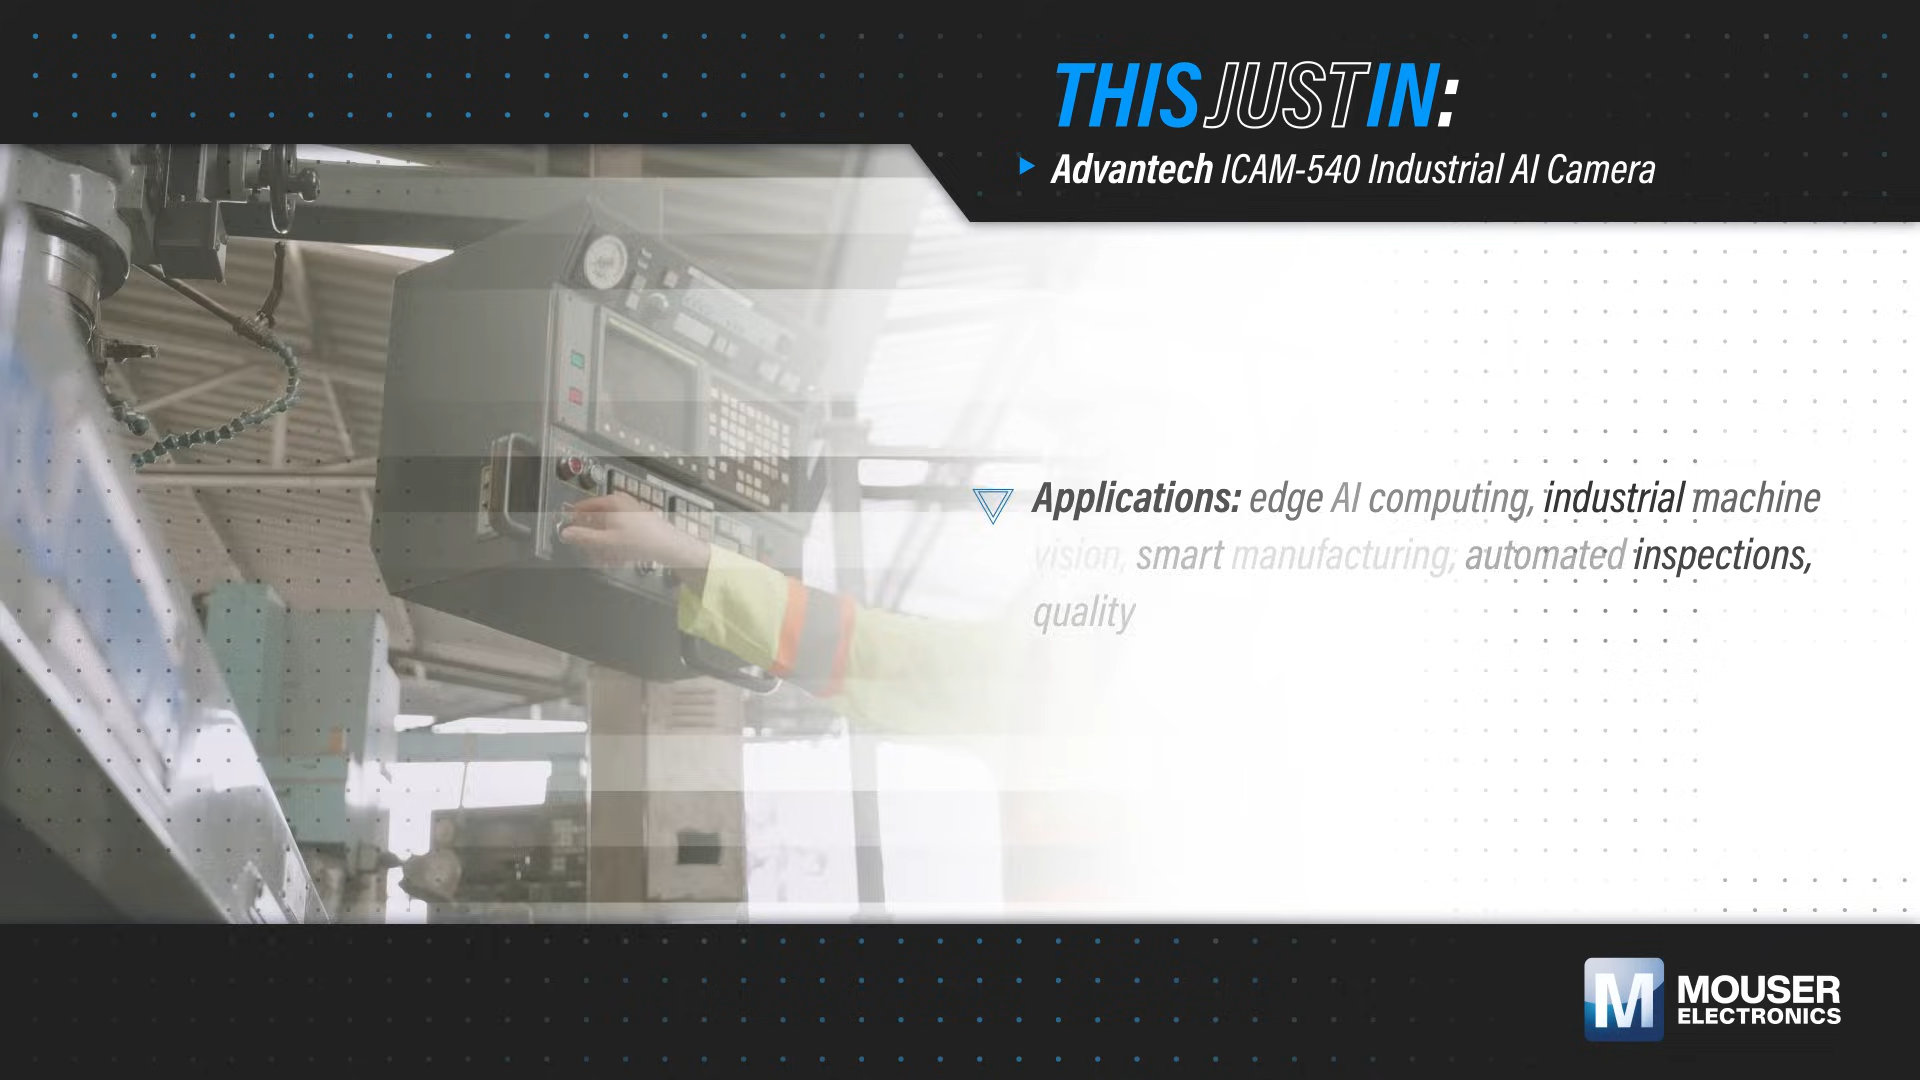 THIS JUST IN:
Advantech ICAM-540 Industrial AI Camera
Applications: edge AI computing, industrial machine
vision, smart manufacturing, automated inspections,
quality
M MOUSER
ELECTRONICS